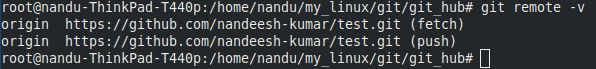 root@nandu-ThinkPad-T440p:/home/nandu/my_linux/git/git_hub# git remote -v
origin  https://github.com/nandeesh-kumar/test.git (fetch)
origin  https://github.com/nandeesh-kumar/test.git (push)
root@nandu-ThinkPad-T440p:/home/nandu/my_linux/git/git_hub#